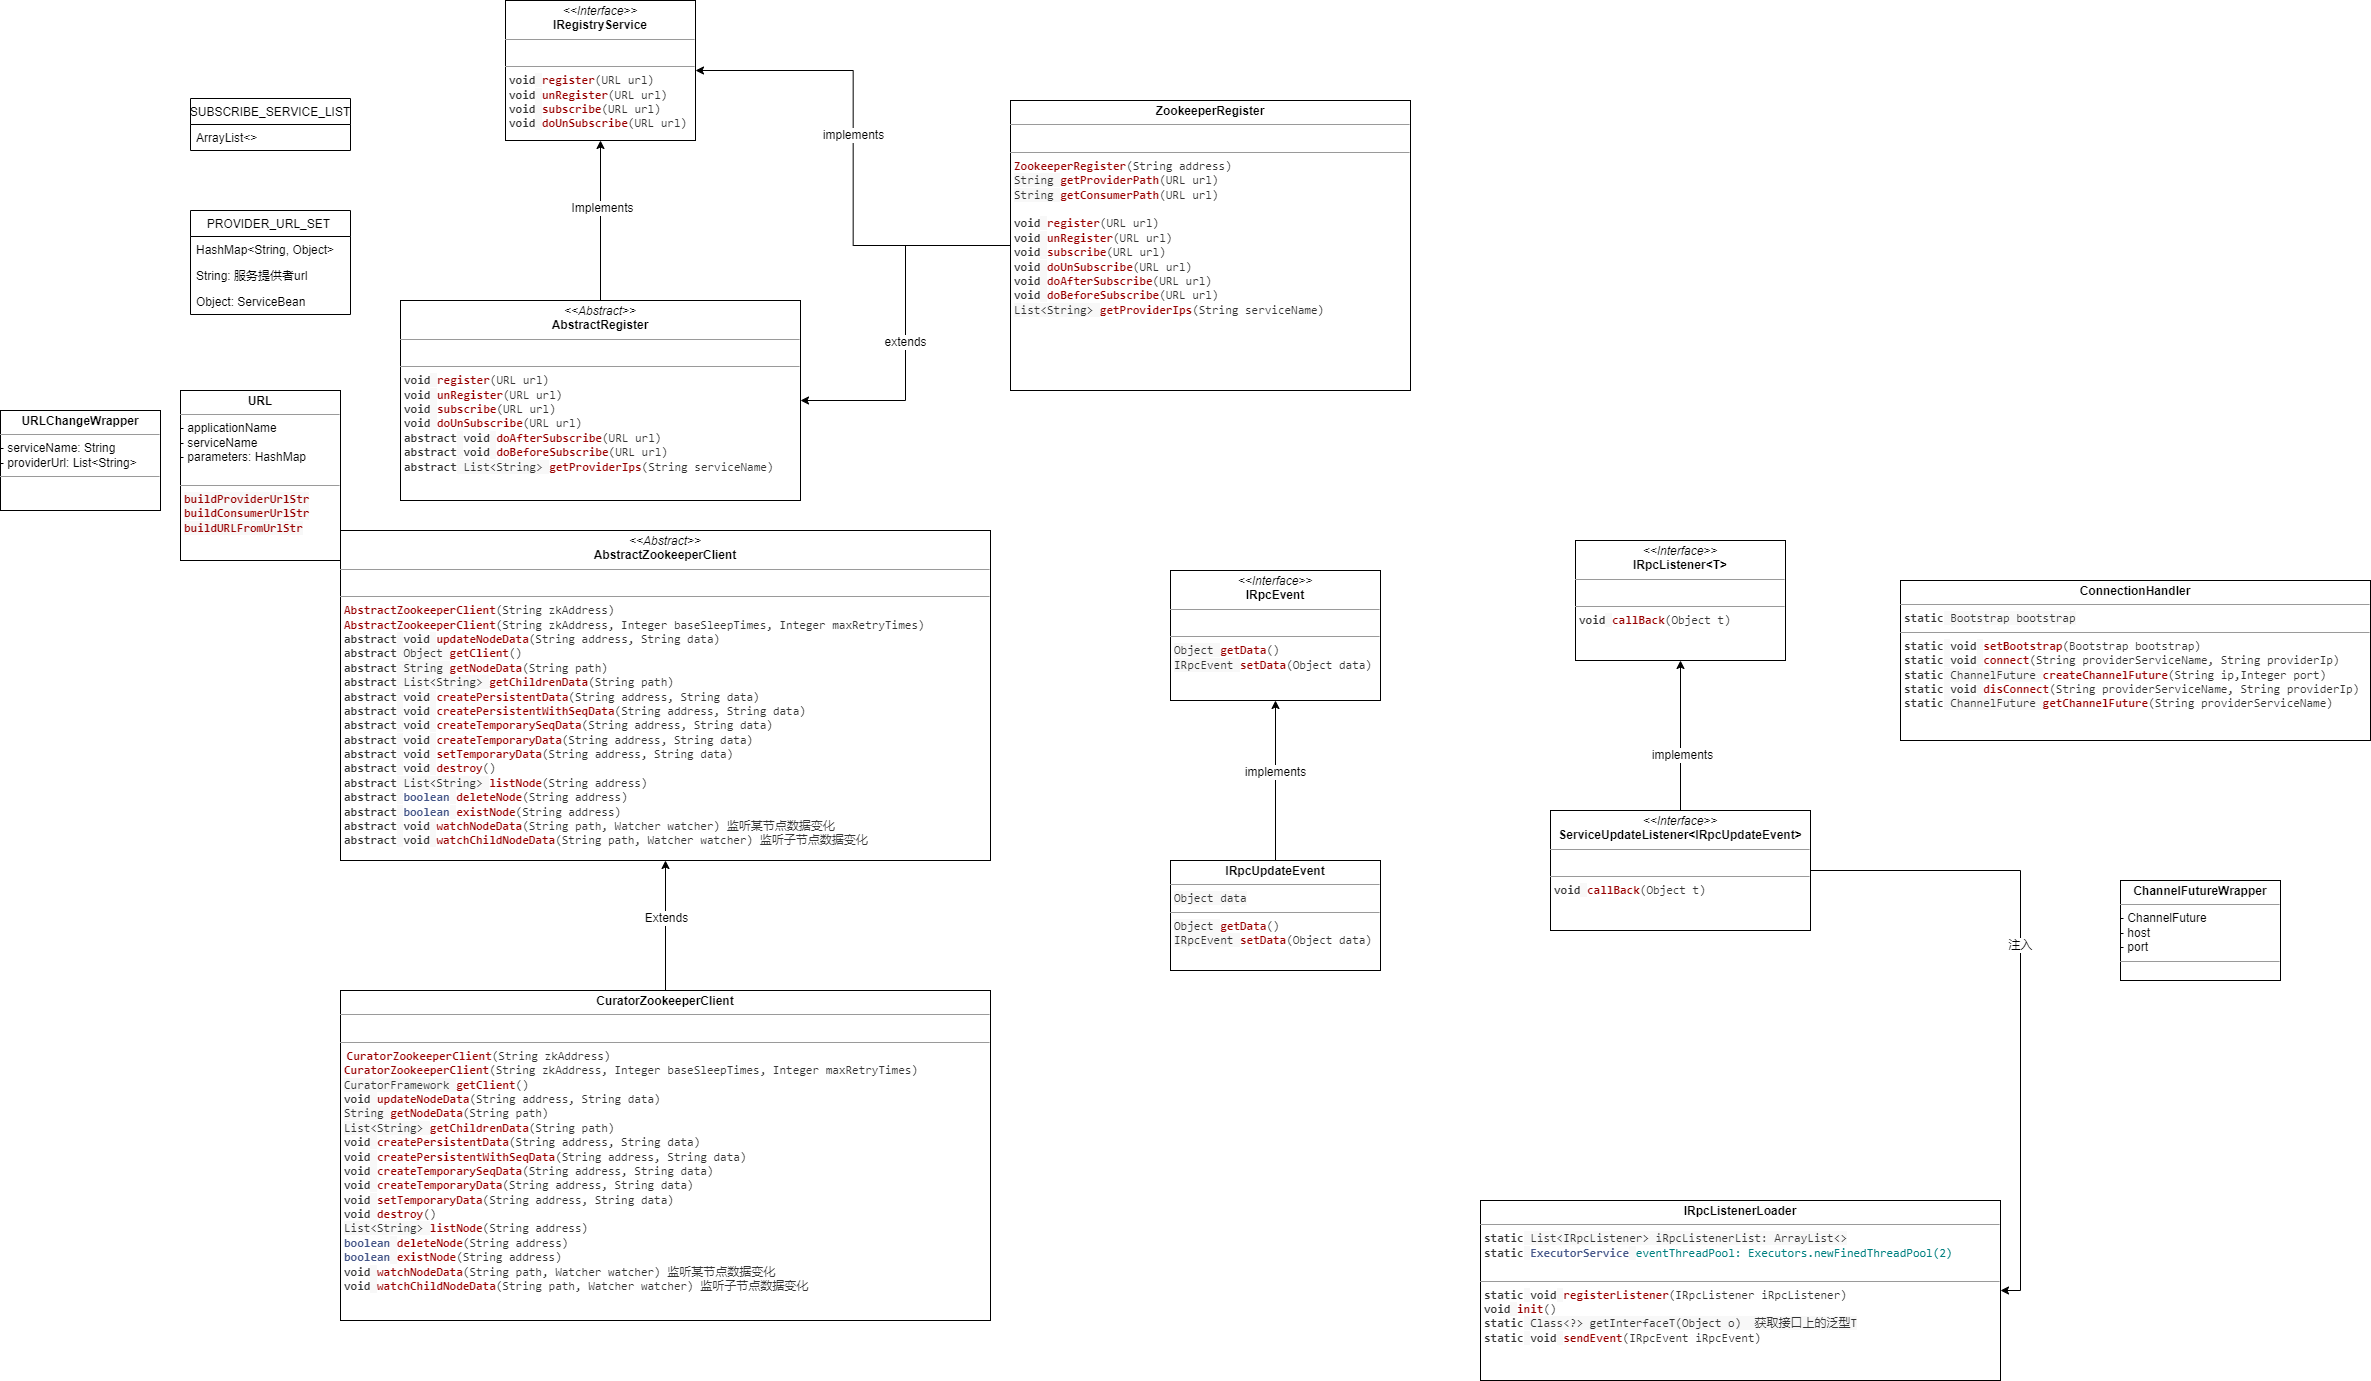 <<Interface>>
IRegistryService
void register(URL url)
void unRegister(URL url)
void subscribe(URL url)
void doUnSubscribe(URL url)
SUBSCRIBE_SERVICE_LIST
ArrayList<>
PROVIDER_URL_SET
HashMap<String, Object>
String: 服务提供者url
Object: ServiceBean
implements
Implements
extends
ZookeeperRegister
ZookeeperRegister(String address)
String getProviderPath(URL url)
String getConsumerPath(URL url)
void register(URL url)
void unRegister(URL url)
void subscribe(URL url)
void doUnSubscribe(URL url)
void doAfterSubscribe(URL url)
void doBeforeSubscribe(URL url)
List<String> getProviderIps(String serviceName)
<<Abstract>>
AbstractRegister
void register(URL url)
void unRegister(URL url)
void subscribe(URL url)
void doUnSubscribe(URL url)
abstract void doAfterSubscribe(URL url)
abstract void doBeforeSubscribe(URL url)
abstract List<String> getProviderIps(String serviceName)
URLChangeWrapper
- serviceName: String
- providerUrl: List<String>
URL
- applicationName
- serviceName
- parameters: HashMap
buildProviderUrlStr
buildConsumerUrlStr
buildURLFromUrlStr
<<Abstract>>
AbstractZookeeperClient
AbstractZookeeperClient(String zkAddress)
AbstractZookeeperClient(String zkAddress, Integer baseSleepTimes, Integer maxRetryTimes)
abstract void updateNodeData(String address, String data)
abstract Object getClient()
abstract String getNodeData(String path)
abstract List<String> getChildrenData(String path)
abstract void createPersistentData(String address, String data)
abstract void createPersistentWithSeqData(String address, String data)
abstract void createTemporarySeqData(String address, String data)
abstract void createTemporaryData(String address, String data)
abstract void setTemporaryData(String address, String data)
abstract void destroy()
abstract List<String> listNode(String address)
abstract boolean deleteNode(String address)
abstract boolean existNode(String address)
abstract void watchNodeData(String path, Watcher watcher) 监听某节点数据变化
abstract void watchChildNodeData(String path, Watcher watcher) 监听子节点数据变化
Extends
CuratorZookeeperClient
CuratorZookeeperClient(String zkAddress)
CuratorZookeeperClient(String zkAddress, Integer baseSleepTimes, Integer maxRetryTimes)
CuratorFramework getClient()
void updateNodeData(String address, String data)
String getNodeData(String path)
List<String> getChildrenData(String path)
void createPersistentData(String address, String data)
void createPersistentWithSeqData(String address, String data)
void createTemporarySeqData(String address, String data)
void createTemporaryData(String address, String data)
void setTemporaryData(String address, String data)
void destroy()
List<String> listNode(String address)
boolean deleteNode(String address)
boolean existNode(String address)
void watchNodeData(String path, Watcher watcher) 监听某节点数据变化
void watchChildNodeData(String path, Watcher watcher) 监听子节点数据变化
<<Interface>>
IRpcEvent
Object getData()
IRpcEvent setData(Object data)
implements
IRpcUpdateEvent
Object data
Object getData()
IRpcEvent setData(Object data)
<<Interface>>
IRpcListener<T>
void callBack(Object t)
implements
<<Interface>>
ServiceUpdateListener<IRpcUpdateEvent>
void callBack(Object t)
注入
ConnectionHandler
static Bootstrap bootstrap
static void setBootstrap(Bootstrap bootstrap)
static void connect(String providerServiceName, String providerIp)
static ChannelFuture createChannelFuture(String ip,Integer port)
static void disConnect(String providerServiceName, String providerIp)
static ChannelFuture getChannelFuture(String providerServiceName)
ChannelFutureWrapper
- ChannelFuture
- host
- port
IRpcListenerLoader
static List<IRpcListener> iRpcListenerList: ArrayList<>
static ExecutorService eventThreadPool: Executors.newFinedThreadPool(2)
static void registerListener(IRpcListener iRpcListener)
void init()
static Class<?> getInterfaceT(Object o) 获取接口上的泛型T
static void sendEvent(IRpcEvent iRpcEvent)